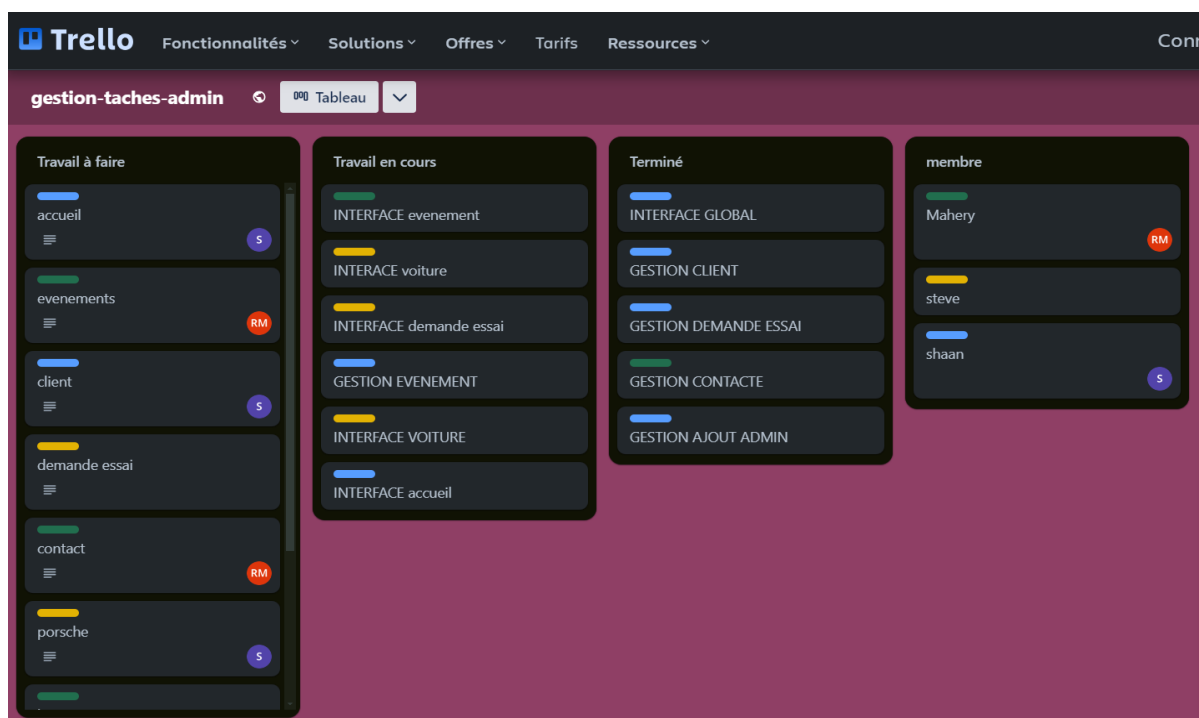 Trello Fonctionnalités Solutions Offres Tarifs Ressources
gestion-taches-admin Tableau
Travail à faire
accueil
S
evenements
RM
client
S
demande essai
contact
RM
porsche
S
Travail en cours
INTERFACE evenement
INTERACE voiture
INTERFACE demande essai
GESTION EVENEMENT
INTERFACE VOITURE
INTERFACE accueil
Terminé
INTERFACE GLOBAL
GESTION CLIENT
GESTION DEMANDE ESSAI
GESTION CONTACTE
GESTION AJOUT ADMIN
membre
Mahery
RM
steve
shaan
S